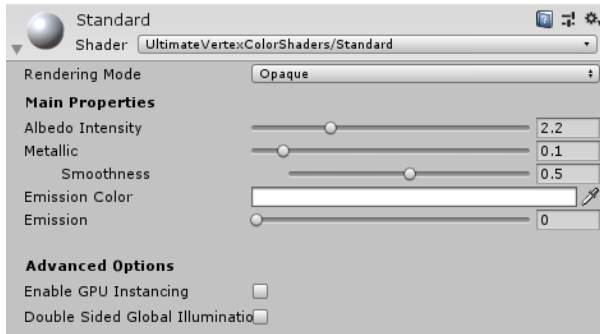 Standard
Shader UltimateVertexColorShaders/Standard
Rendering Mode Opaque
Main Properties
Albedo Intensity 2.2
Metallic 0.1
Smoothness 0.5
Emission Color
Emission 0
Advanced Options
Enable GPU Instancing
Double Sided Global Illuminatio